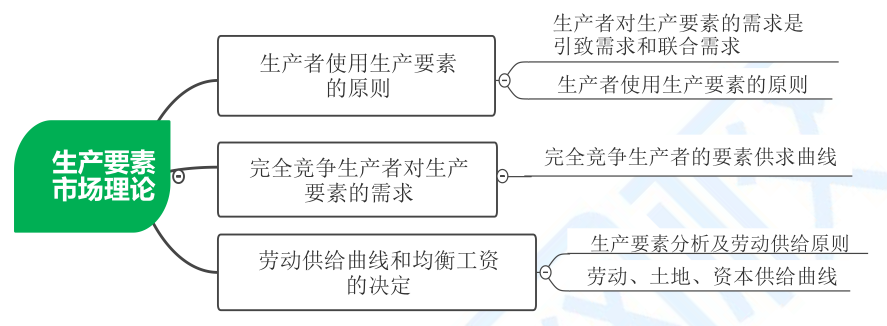 生产要素
市场理论
生产者使用生产要素
的原则
生产者对生产要素的需求是
引致需求和联合需求
生产者使用生产要素的原则
完全竞争生产者对生产
要素的需求
完全竞争生产者的要素供求曲线
劳动供给曲线和均衡工资
的决定
生产要素分析及劳动供给原则
劳动、土地、资本供给曲线